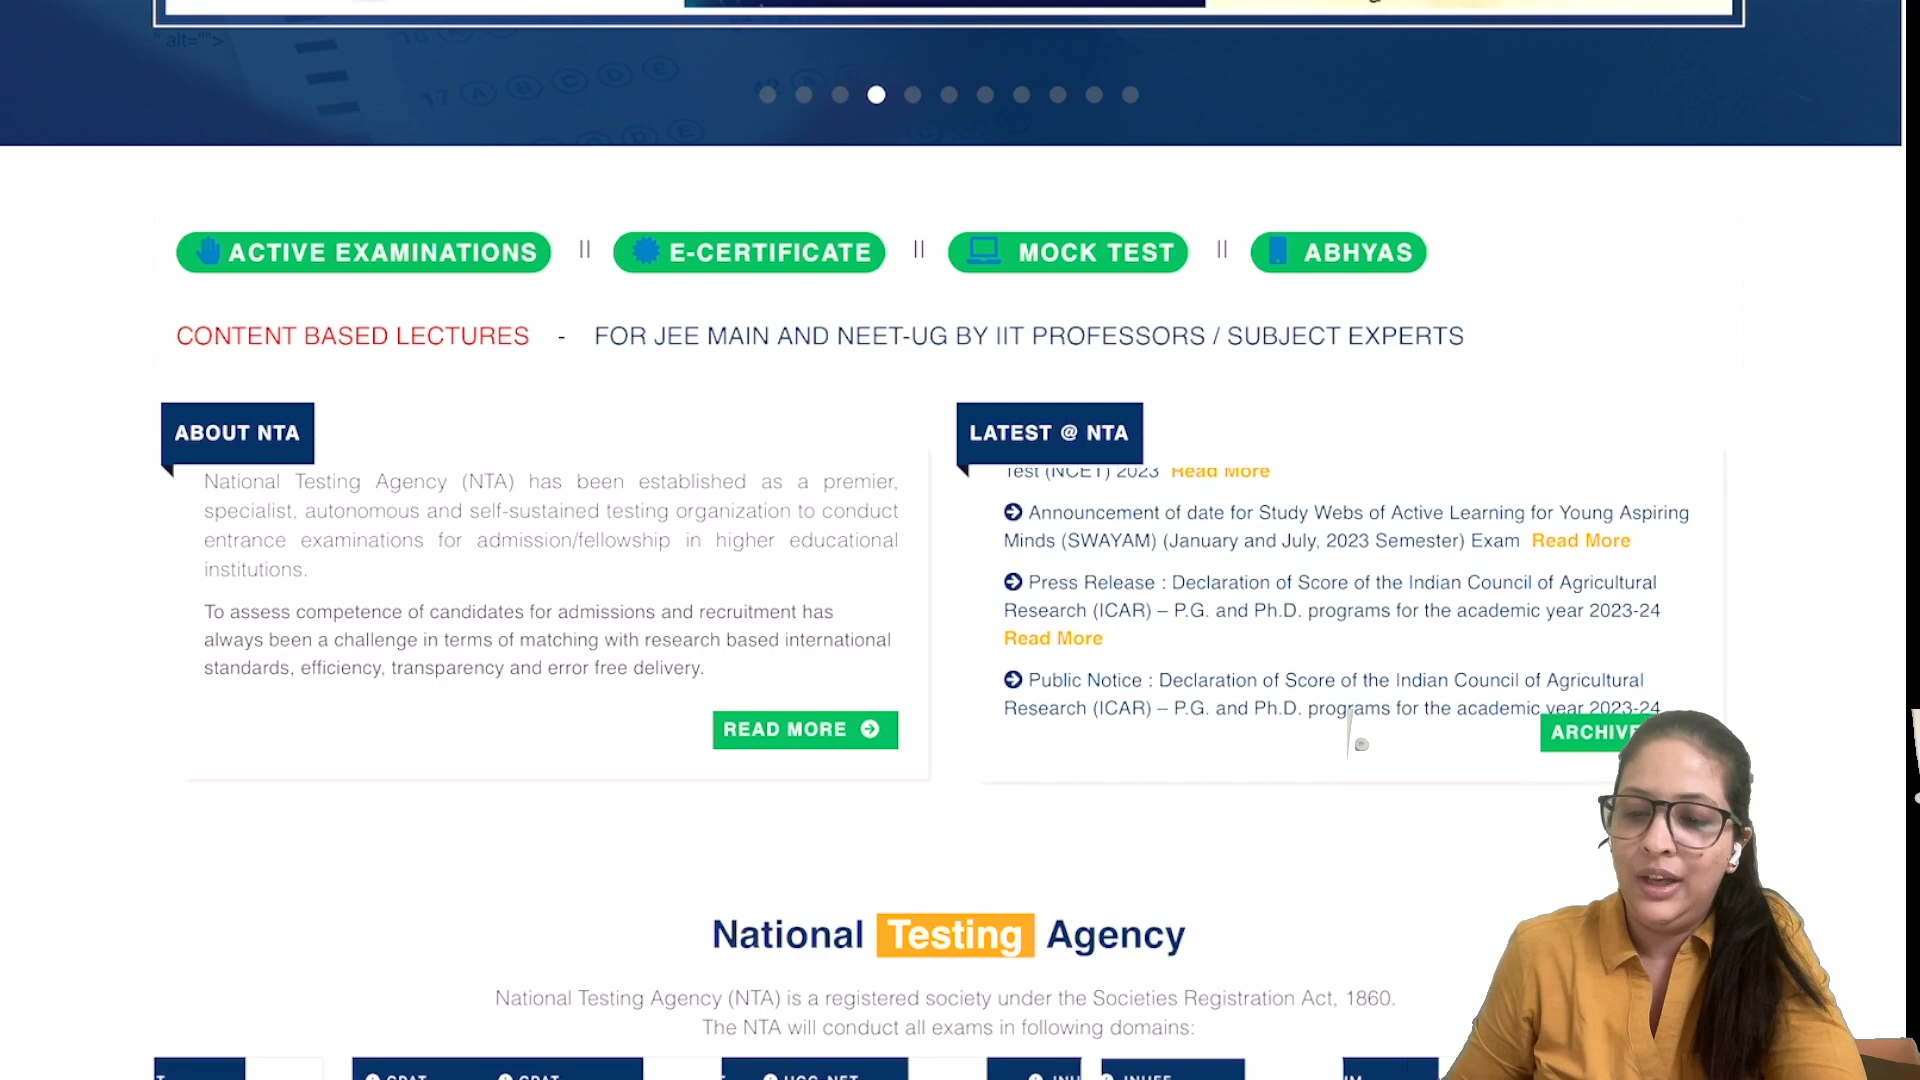 " alt="">
17 A B C D E
ACTIVE EXAMINATIONS || E-CERTIFICATE || MOCK TEST || ABHYAS
CONTENT BASED LECTURES - FOR JEE MAIN AND NEET-UG BY IIT PROFESSORS / SUBJECT EXPERTS
ABOUT NTA
National Testing Agency (NTA) has been established as a premier,
specialist, autonomous and self-sustained testing organization to conduct
entrance examinations for admission/fellowship in higher educational
institutions.
To assess competence of candidates for admissions and recruitment has
always been a challenge in terms of matching with research based international
standards, efficiency, transparency and error free delivery.
READ MORE
LATEST @ NTA
Test (NCET) 2023 Read More
Announcement of date for Study Webs of Active Learning for Young Aspiring
Minds (SWAYAM) (January and July, 2023 Semester) Exam Read More
Press Release : Declaration of Score of the Indian Council of Agricultural
Research (ICAR) – P.G. and Ph.D. programs for the academic year 2023-24
Read More
Public Notice : Declaration of Score of the Indian Council of Agricultural
Research (ICAR) – P.G. and Ph.D. programs for the academic year 2023-24
ARCHIVE
National Testing Agency
National Testing Agency (NTA) is a registered society under the Societies Registration Act, 1860.
The NTA will conduct all exams in following domains: